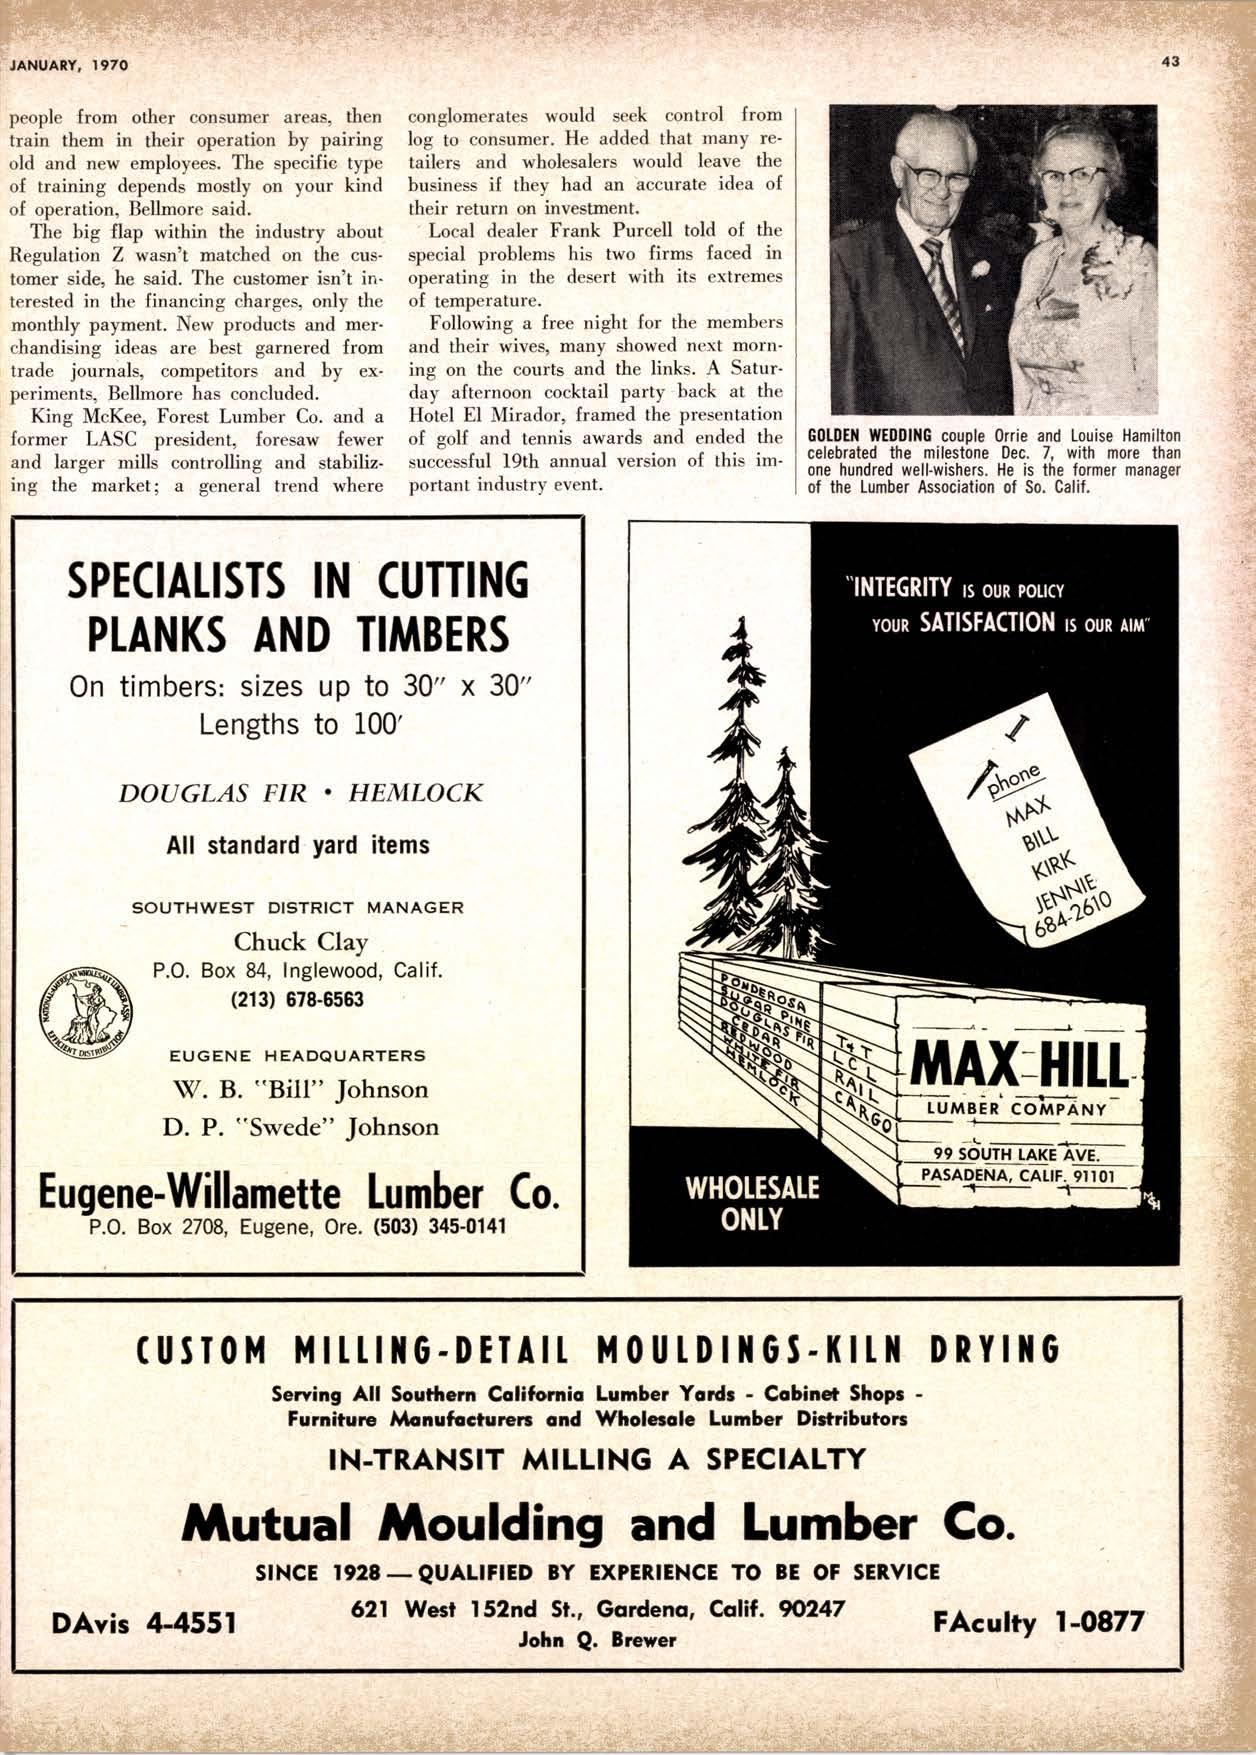 JANUARY, 1970
43
people from other consumer areas, then
train them in their operation by pairing
old and new employees. The specific type
of training depends mostly on your kind
of operation, Bellmore said.
The big flap within the industry about
Regulation Z wasn't matched on the cus-
tomer side, he said. The customer isn't in-
terested in the financing charges, only the
monthly payment. New products and mer-
chandising ideas are best garnered from
trade journals, competitors and by ex-
periments, Bellmore has concluded.
King McKee, Forest Lumber Co. and a
former LASC president, foresaw fewer
and larger mills controlling and stabiliz-
ing the market; a general trend where
conglomerates would seek control from
log to consumer. He added that many re-
tailers and wholesalers would leave the
business if they had an accurate idea of
their return on investment.
Local dealer Frank Purcell told of the
special problems his two firms faced in
operating in the desert with its extremes
of temperature.
Following a free night for the members
and their wives, many showed next morn-
ing on the courts and the links. A Satur-
day afternoon cocktail party back at the
Hotel El Mirador, framed the presentation
of golf and tennis awards and ended the
successful 19th annual version of this im-
portant industry event.
GOLDEN WEDDING couple Orrie and Louise Hamilton
celebrated the milestone Dec. 7, with more than
one hundred well-wishers. He is the former manager
of the Lumber Association of So. Calif.
SPECIALISTS IN CUTTING
PLANKS AND TIMBERS
On timbers: sizes up to 30″ x 30″
Lengths to 100′
DOUGLAS FIR • HEMLOCK
All standard yard items
SOUTHWEST DISTRICT MANAGER
Chuck Clay
P.O. Box 84, Inglewood, Calif.
(213) 678-6563
NATIONAL-AMERICAN WHOLESALE LUMBER ASSN.
EFFICIENT DISTRIBUTION
EUGENE HEADQUARTERS
W. B. "Bill" Johnson
D. P. "Swede" Johnson
Eugene-Willamette Lumber Co.
P.O. Box 2708, Eugene, Ore. (503) 345-0141
"INTEGRITY IS OUR POLICY
YOUR SATISFACTION IS OUR AIM"
phone
MAX
BILL
KIRK
JENNIE
684-2610
PONDEROSA
SUGAR PINE
DOUGLAS FIR
CEDAR
REDWOOD
WHITE FIR
HEMLOCK
T & T
L C L
RAIL
CARGO
MAX HILL
LUMBER COMPANY
99 SOUTH LAKE AVE.
PASADENA, CALIF. 91101
WHOLESALE
ONLY
CUSTOM MILLING-DETAIL MOULDINGS-KILN DRYING
Serving All Southern California Lumber Yards - Cabinet Shops -
Furniture Manufacturers and Wholesale Lumber Distributors
IN-TRANSIT MILLING A SPECIALTY
Mutual Moulding and Lumber Co.
SINCE 1928 — QUALIFIED BY EXPERIENCE TO BE OF SERVICE
621 West 152nd St., Gardena, Calif. 90247
DAvis 4-4551
FAculty 1-0877
John Q. Brewer